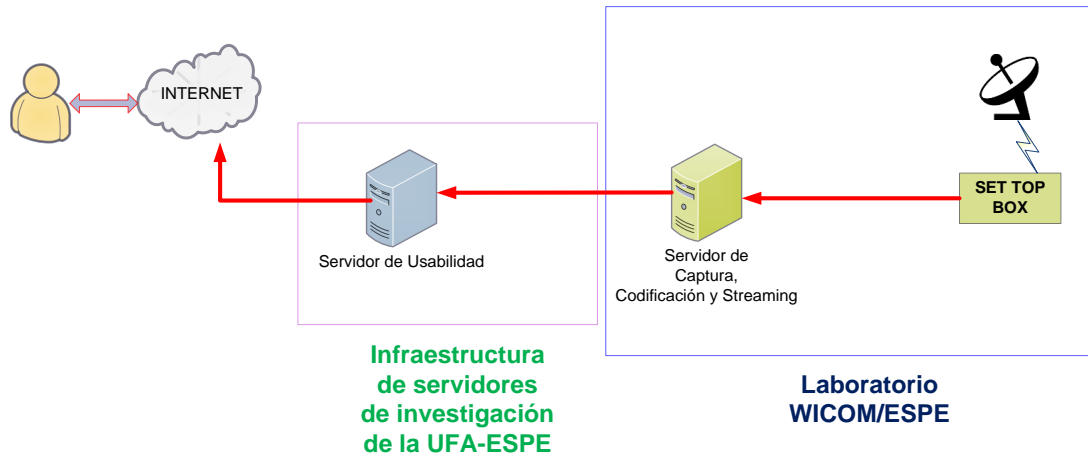 INTERNET
SET TOP
BOX
Servidor de Usabilidad
Servidor de
Captura,
Codificación y Streaming
Infraestructura
de servidores
de investigación
de la UFA-ESPE
Laboratorio
WICOM/ESPE